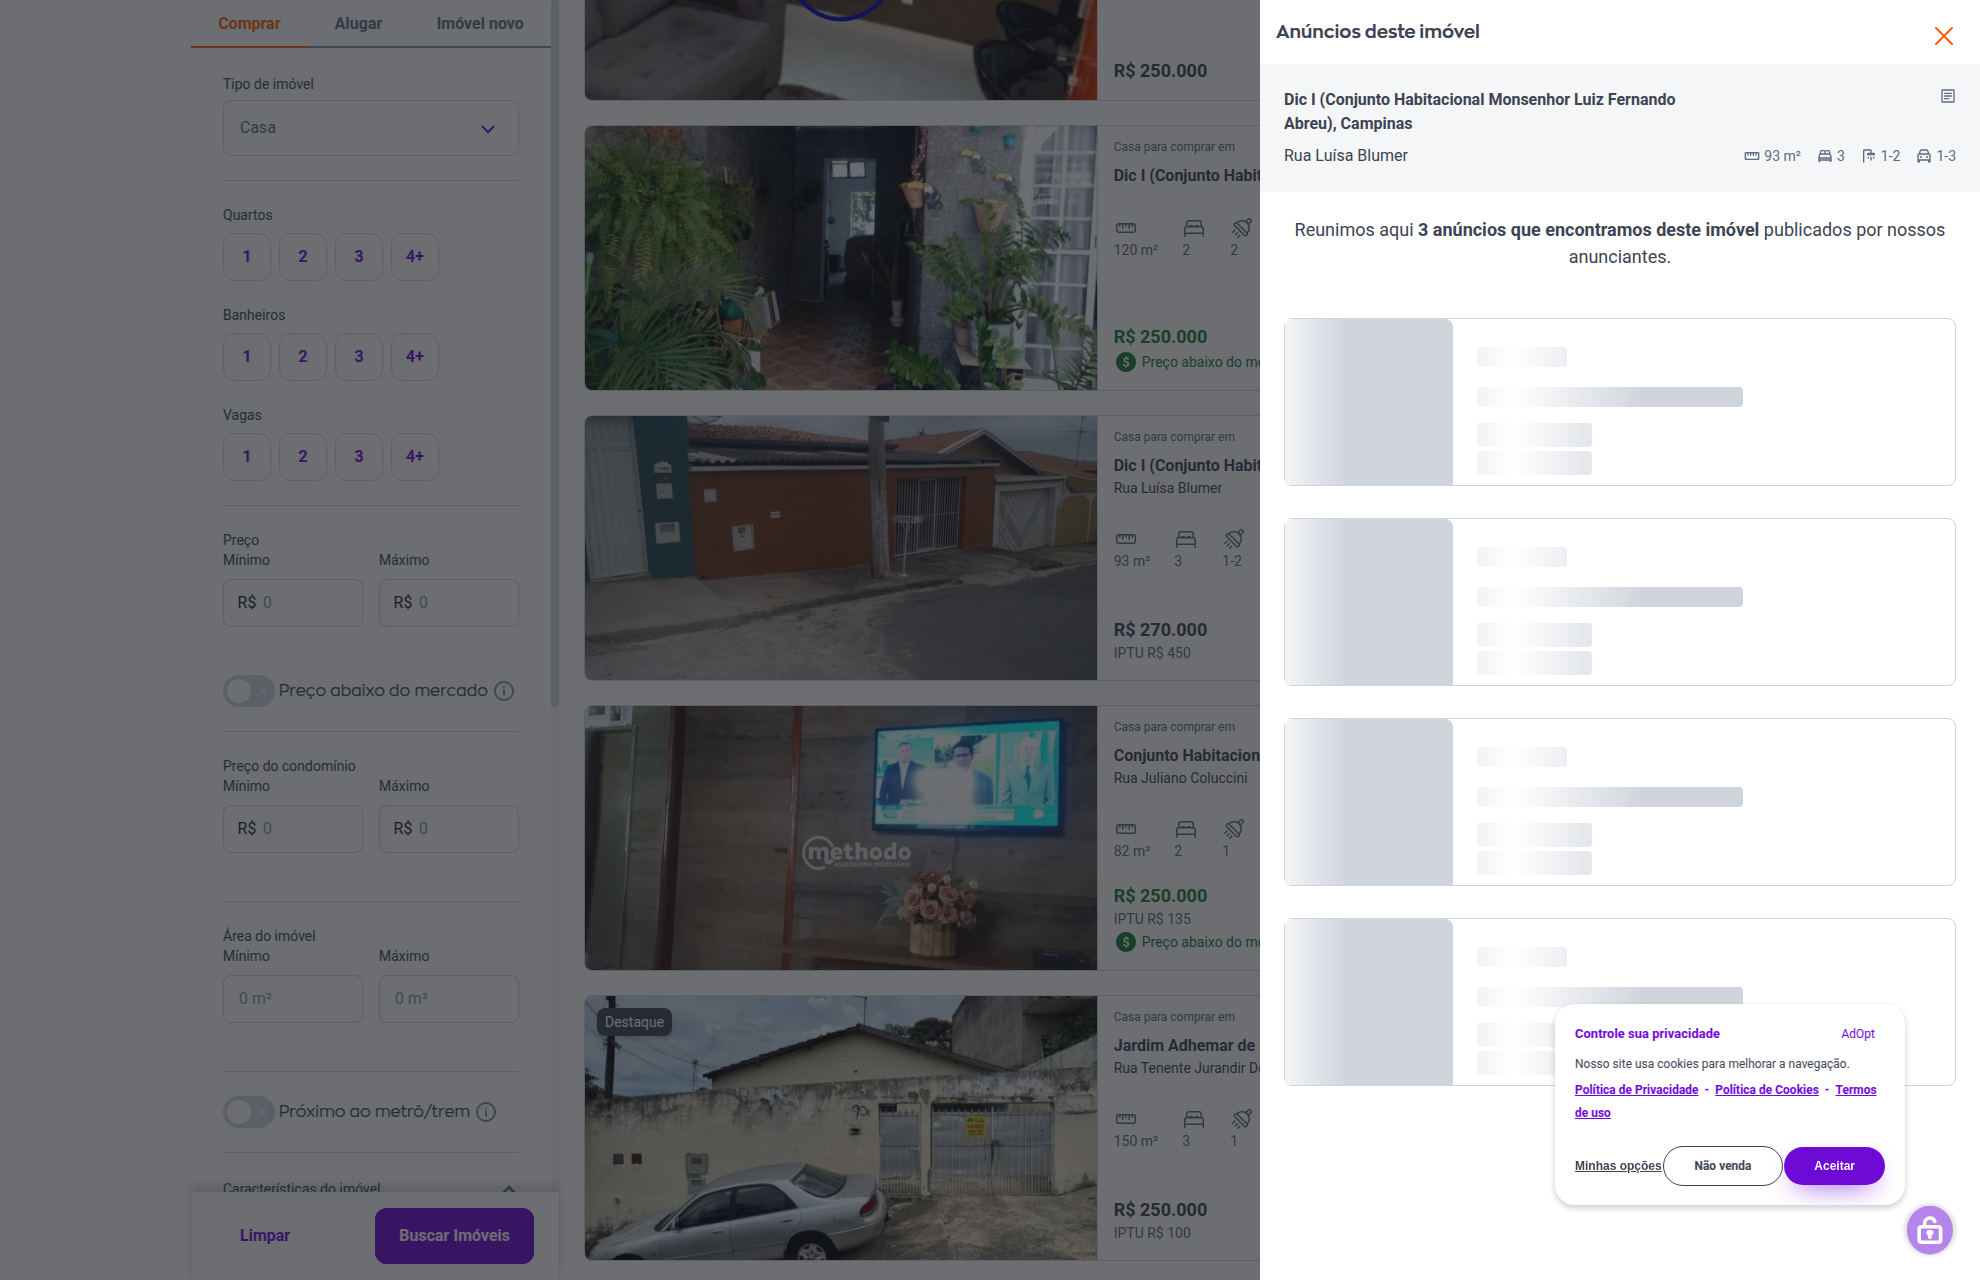 Comprar
Alugar
Imóvel novo
Tipo de imóvel
Casa
Quartos
1
2
3
4+
Banheiros
1
2
3
4+
Vagas
1
2
3
4+
Preço
Mínimo
Máximo
R$ 0
R$ 0
Preço abaixo do mercado
Preço do condomínio
Mínimo
Máximo
R$ 0
R$ 0
Área do imóvel
Mínimo
Máximo
0 m²
0 m²
Próximo ao metrô/trem
Características do imóvel
Limpar
Buscar Imóveis
R$ 250.000
Casa para comprar em
Dic I (Conjunto Habit
120 m²
2
2
R$ 250.000
Preço abaixo do me
Casa para comprar em
Dic I (Conjunto Habit
Rua Luísa Blumer
93 m²
3
1-2
R$ 270.000
IPTU R$ 450
methodo
ASSESSORIA IMOBILIÁRIA
Casa para comprar em
Conjunto Habitacion
Rua Juliano Coluccini
82 m²
2
1
R$ 250.000
IPTU R$ 135
Preço abaixo do me
Destaque
Casa para comprar em
Jardim Adhemar de
Rua Tenente Jurandir D
150 m²
3
1
R$ 250.000
IPTU R$ 100
Anúncios deste imóvel
Dic I (Conjunto Habitacional Monsenhor Luiz Fernando
Abreu), Campinas
Rua Luísa Blumer
93 m²
3
1-2
1-3
Reunimos aqui 3 anúncios que encontramos deste imóvel publicados por nossos
anunciantes.
Controle sua privacidade
AdOpt
Nosso site usa cookies para melhorar a navegação.
Política de Privacidade - Política de Cookies - Termos
de uso
Minhas opções
Não venda
Aceitar